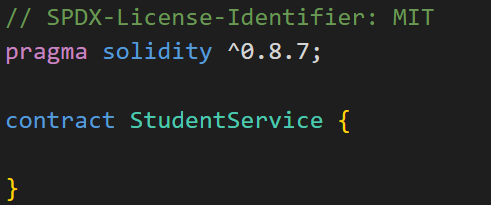 // SPDX-License-Identifier: MIT
pragma solidity ^0.8.7;
contract StudentService {
}